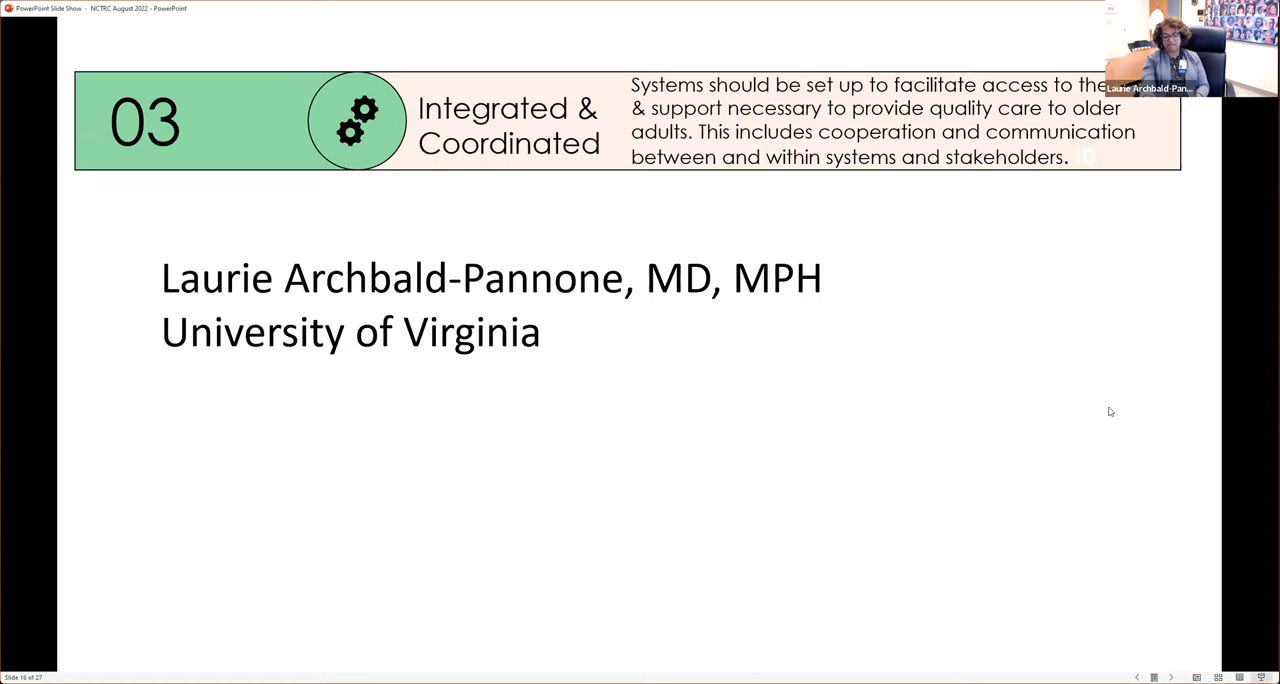 PowerPoint Slide Show - NCTRC August 2022 - PowerPoint
03
Integrated &
Coordinated
Systems should be set up to facilitate access to the
& support necessary to provide quality care to older
adults. This includes cooperation and communication
between and within systems and stakeholders. ID
Laurie Archbald-Pan...
Laurie Archbald-Pannone, MD, MPH
University of Virginia
Slide 16 of 27